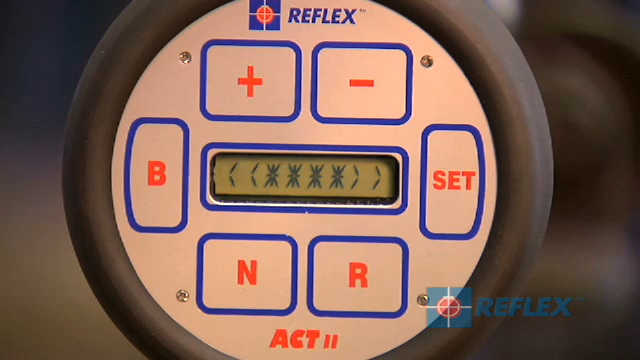 REFLEX™
+ −
B ((**** )) SET
N R
ACT II
REFLEX